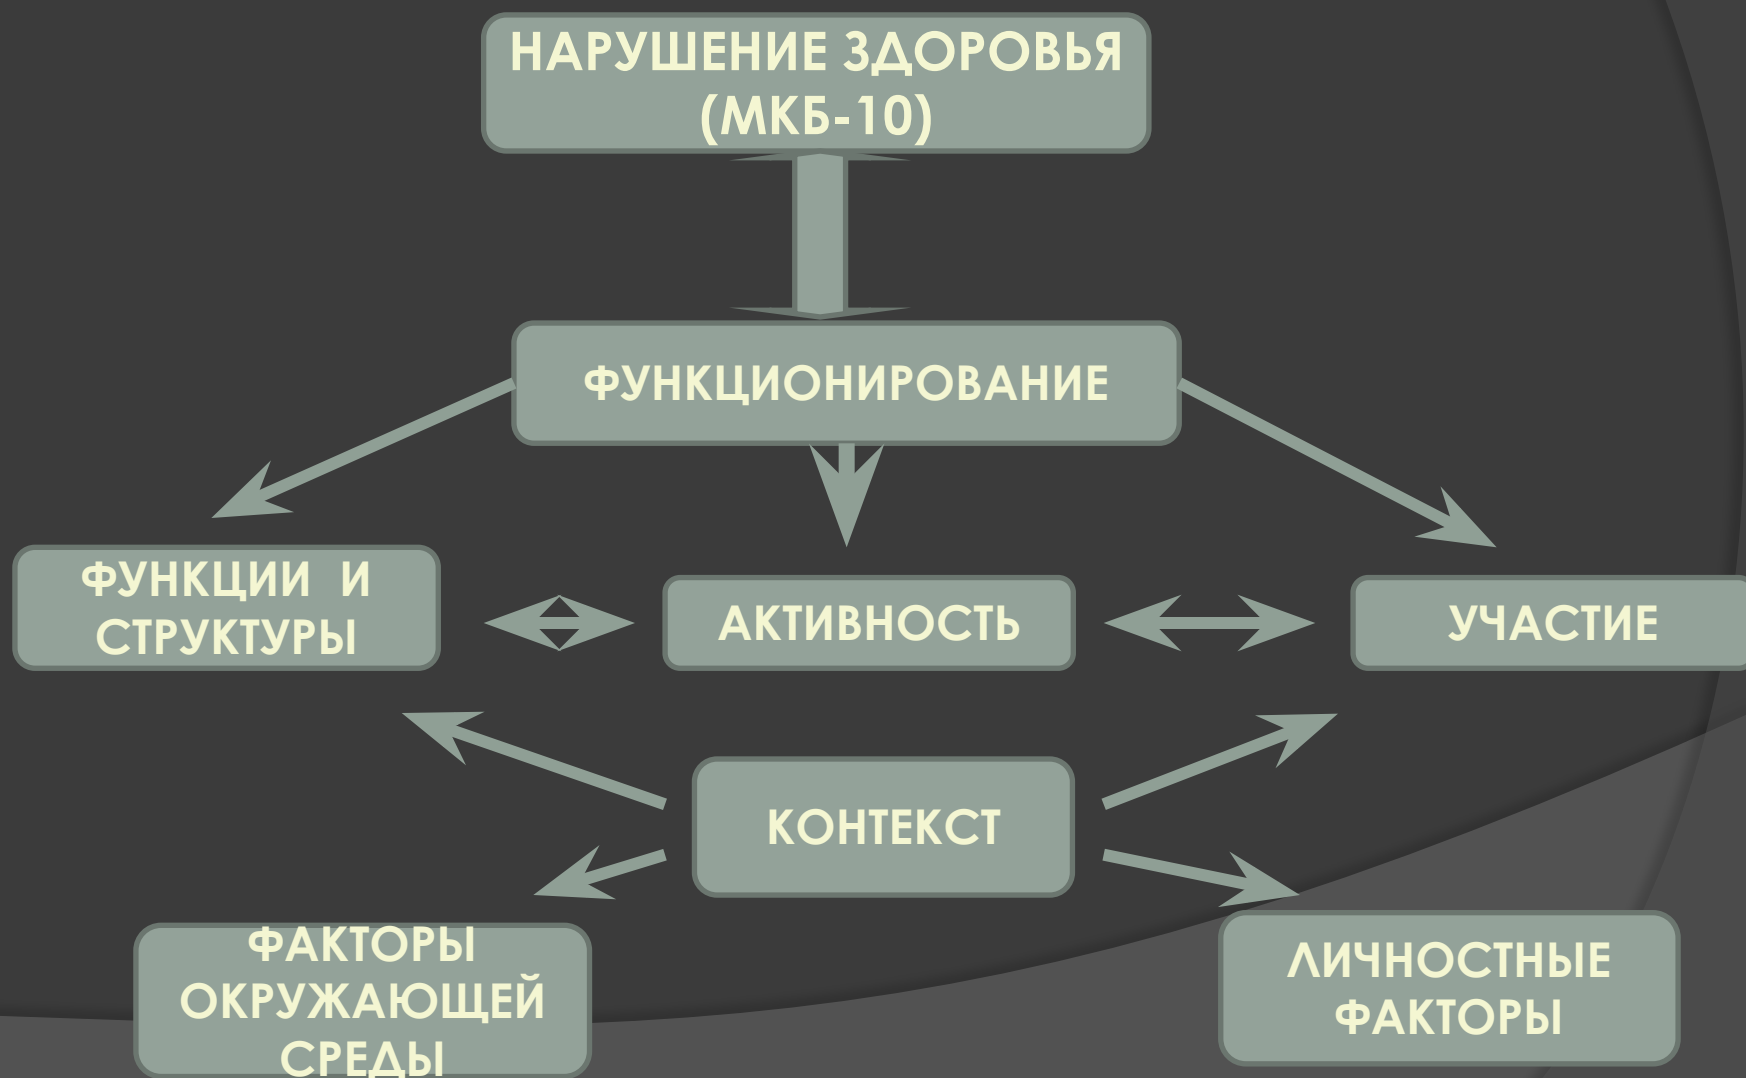 НАРУШЕНИЕ ЗДОРОВЬЯ
(МКБ-10)
ФУНКЦИОНИРОВАНИЕ
ФУНКЦИИ И
СТРУКТУРЫ
АКТИВНОСТЬ
УЧАСТИЕ
КОНТЕКСТ
ФАКТОРЫ
ОКРУЖАЮЩЕЙ
СРЕДЫ
ЛИЧНОСТНЫЕ
ФАКТОРЫ